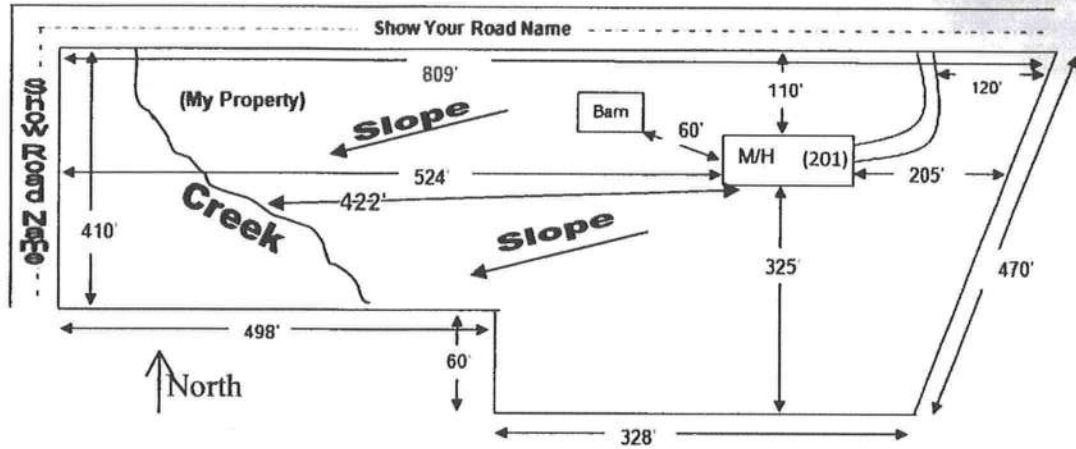 Show Your Road Name
Show Road Name
809'
(My Property)
Slope
Barn
110'
120'
60'
M/H (201)
524'
205'
422'
Creek
410'
Slope
325'
470'
498'
60'
North
328'